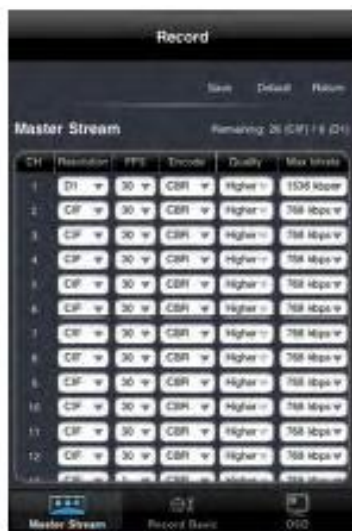 Record
Save Default Return
Master Stream Remaining: 26 (CIF) / 6 (D1)
CH Resolution FPS Encode Quality Max bitrate
1 D1 30 CBR Higher 1536 kbps
2 CIF 30 CBR Higher 768 kbps
3 CIF 30 CBR Higher 768 kbps
4 CIF 30 CBR Higher 768 kbps
5 CIF 30 CBR Higher 768 kbps
6 CIF 30 CBR Higher 768 kbps
7 CIF 30 CBR Higher 768 kbps
8 CIF 30 CBR Higher 768 kbps
9 CIF 30 CBR Higher 768 kbps
10 CIF 30 CBR Higher 768 kbps
11 CIF 30 CBR Higher 768 kbps
12 CIF 30 CBR Higher 768 kbps
Master Stream Record Basic OSD